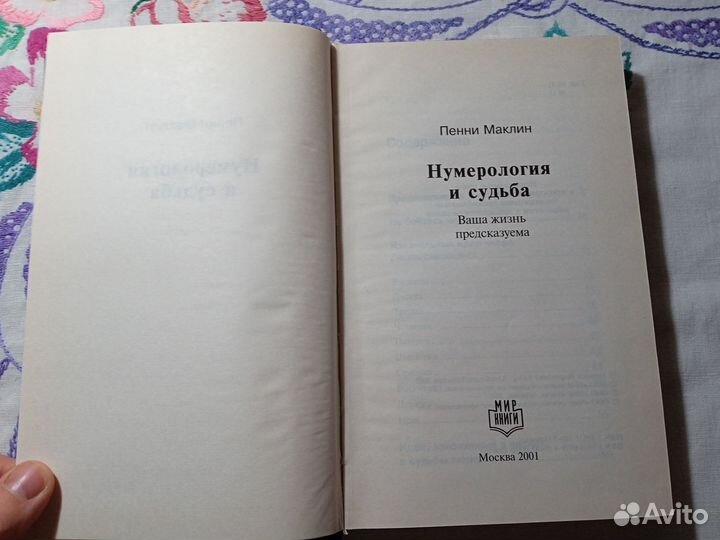 Пенни Маклин
Нумерология
и судьба
Ваша жизнь
предсказуема
МИР
КНИГИ
Москва 2001
Avito